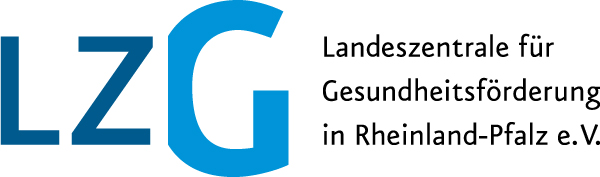 LZG
Landeszentrale für
Gesundheitsförderung
in Rheinland-Pfalz e.V.